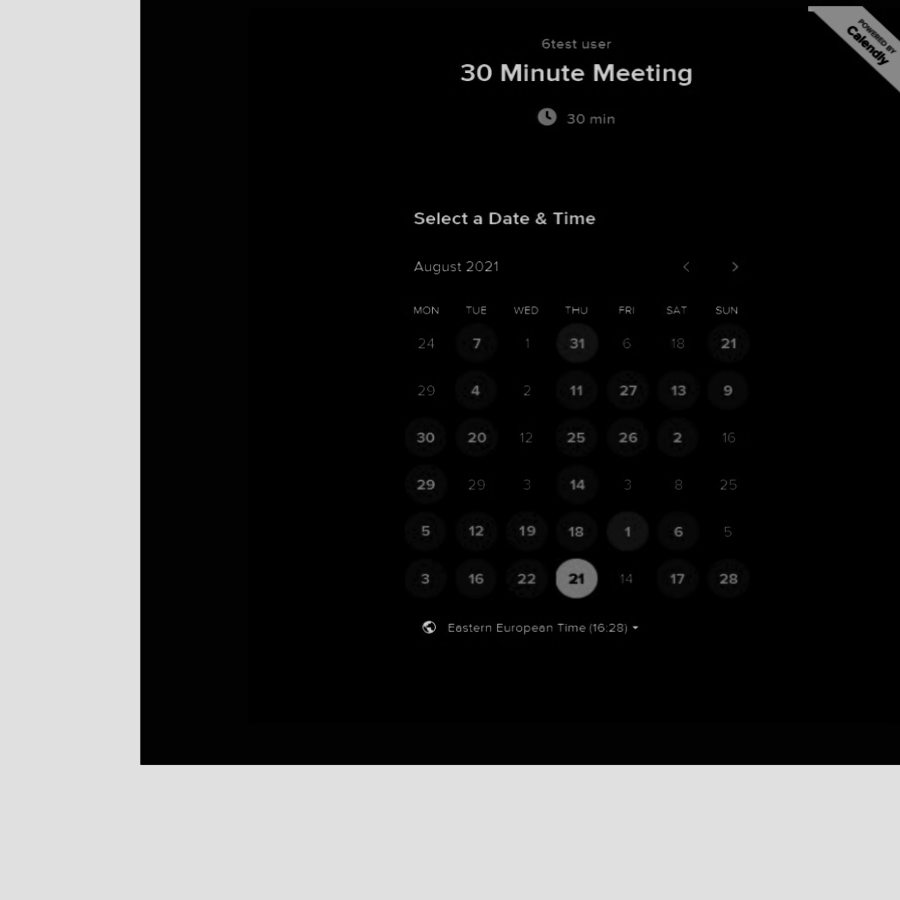 POWERED BY
Calendly
6test user
30 Minute Meeting
30 min
Select a Date & Time
August 2021
MON TUE WED THU FRI SAT SUN
24 7 1 31 6 18 21
29 4 2 11 27 13 9
30 20 12 25 26 2 16
29 29 3 14 3 8 25
5 12 19 18 1 6 5
3 16 22 21 14 17 28
Eastern European Time (16:28)